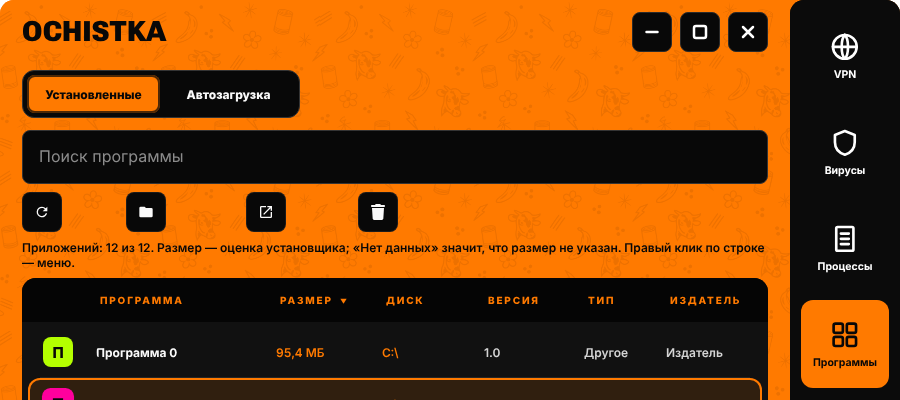 OCHISTKA
Установленные
Автозагрузка
Поиск программы
Приложений: 12 из 12. Размер — оценка установщика; «Нет данных» значит, что размер не указан. Правый клик по строке
— меню.
ПРОГРАММА РАЗМЕР ▼ ДИСК ВЕРСИЯ ТИП ИЗДАТЕЛЬ
П Программа 0 95,4 МБ C:\ 1.0 Другое Издатель
VPN
Вирусы
Процессы
Программы